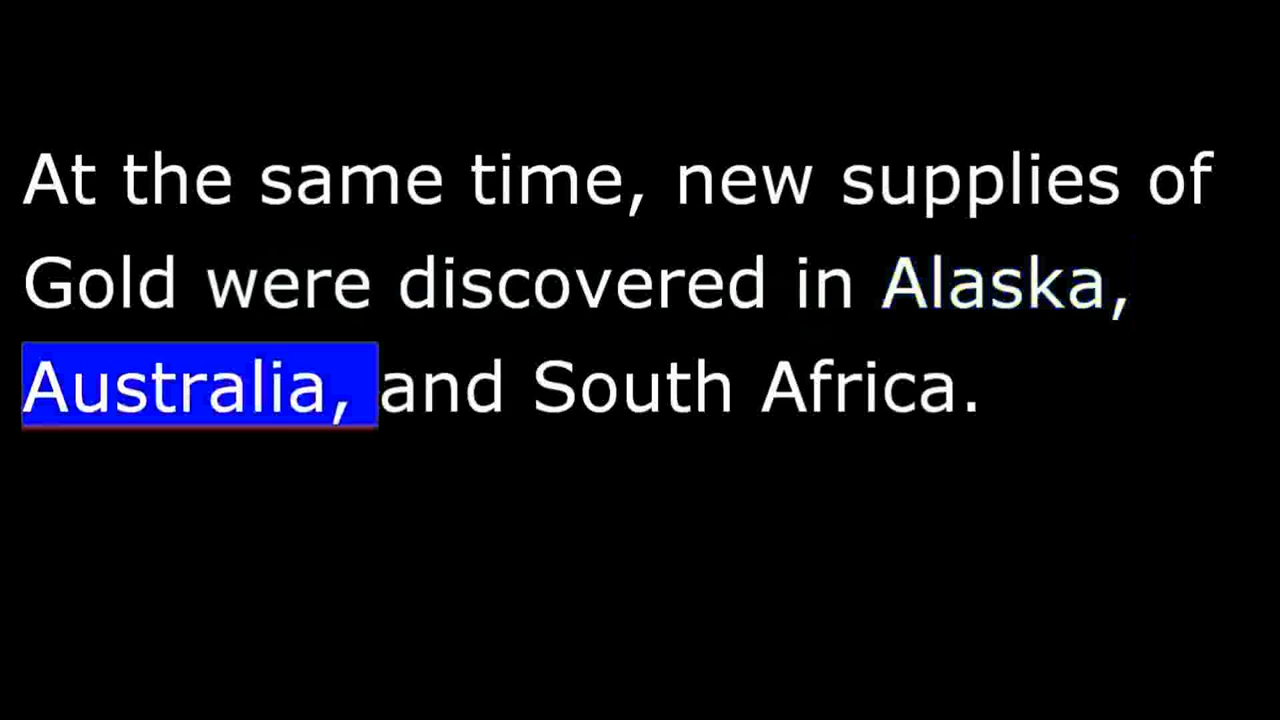 At the same time, new supplies of
Gold were discovered in Alaska,
Australia, and South Africa.